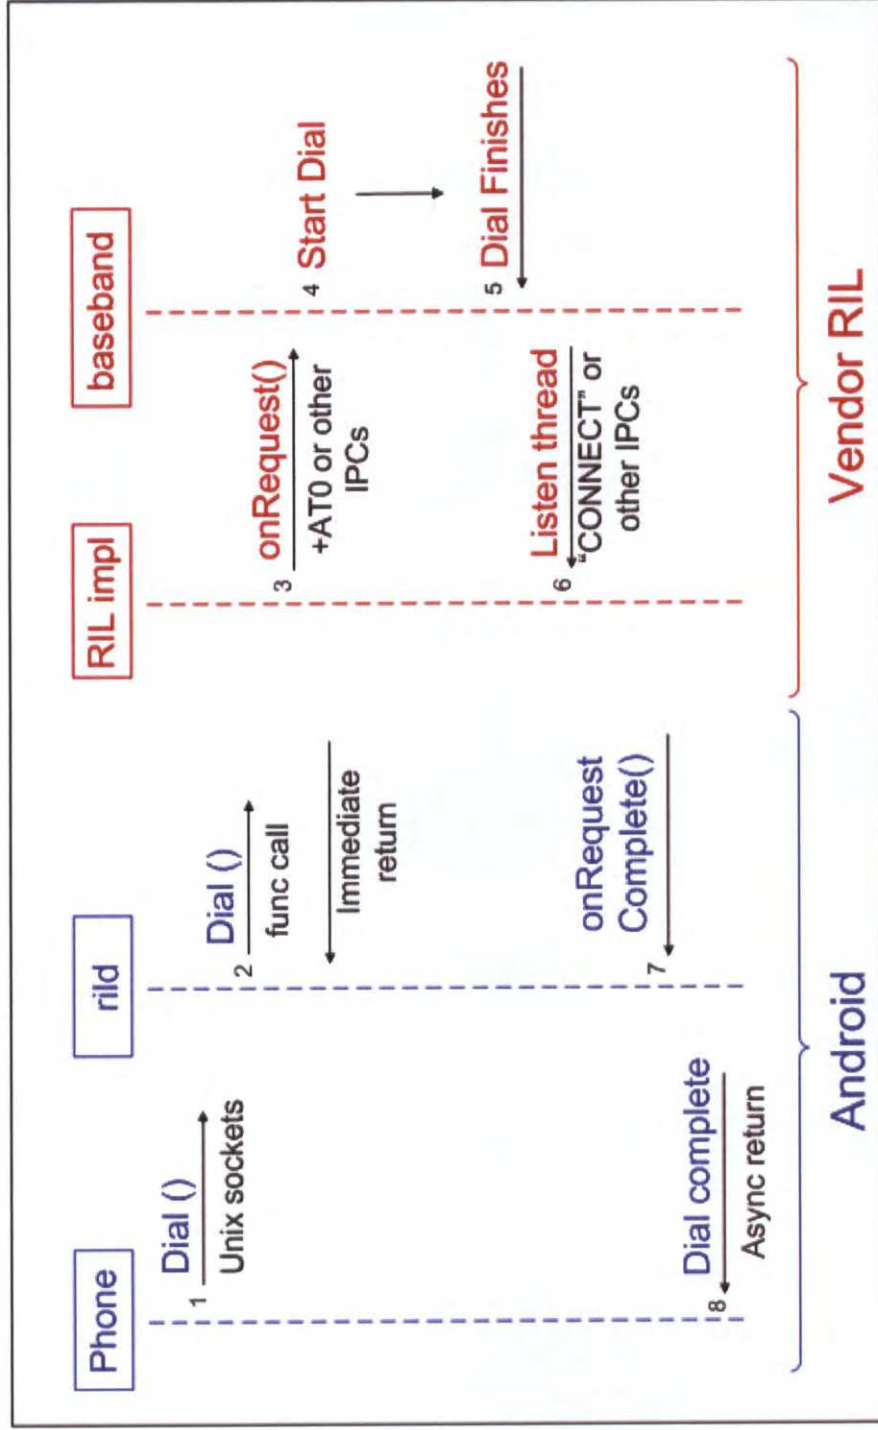 Phone
rild
RIL impl
baseband
1
Dial ()
Unix sockets
2
Dial ()
func call
Immediate
return
3
onRequest()
+AT0 or other
IPCs
4
Start Dial
5
Dial Finishes
6
Listen thread
“CONNECT” or
other IPCs
7
onRequest
Complete()
8
Dial complete
Async return
Android
Vendor RIL